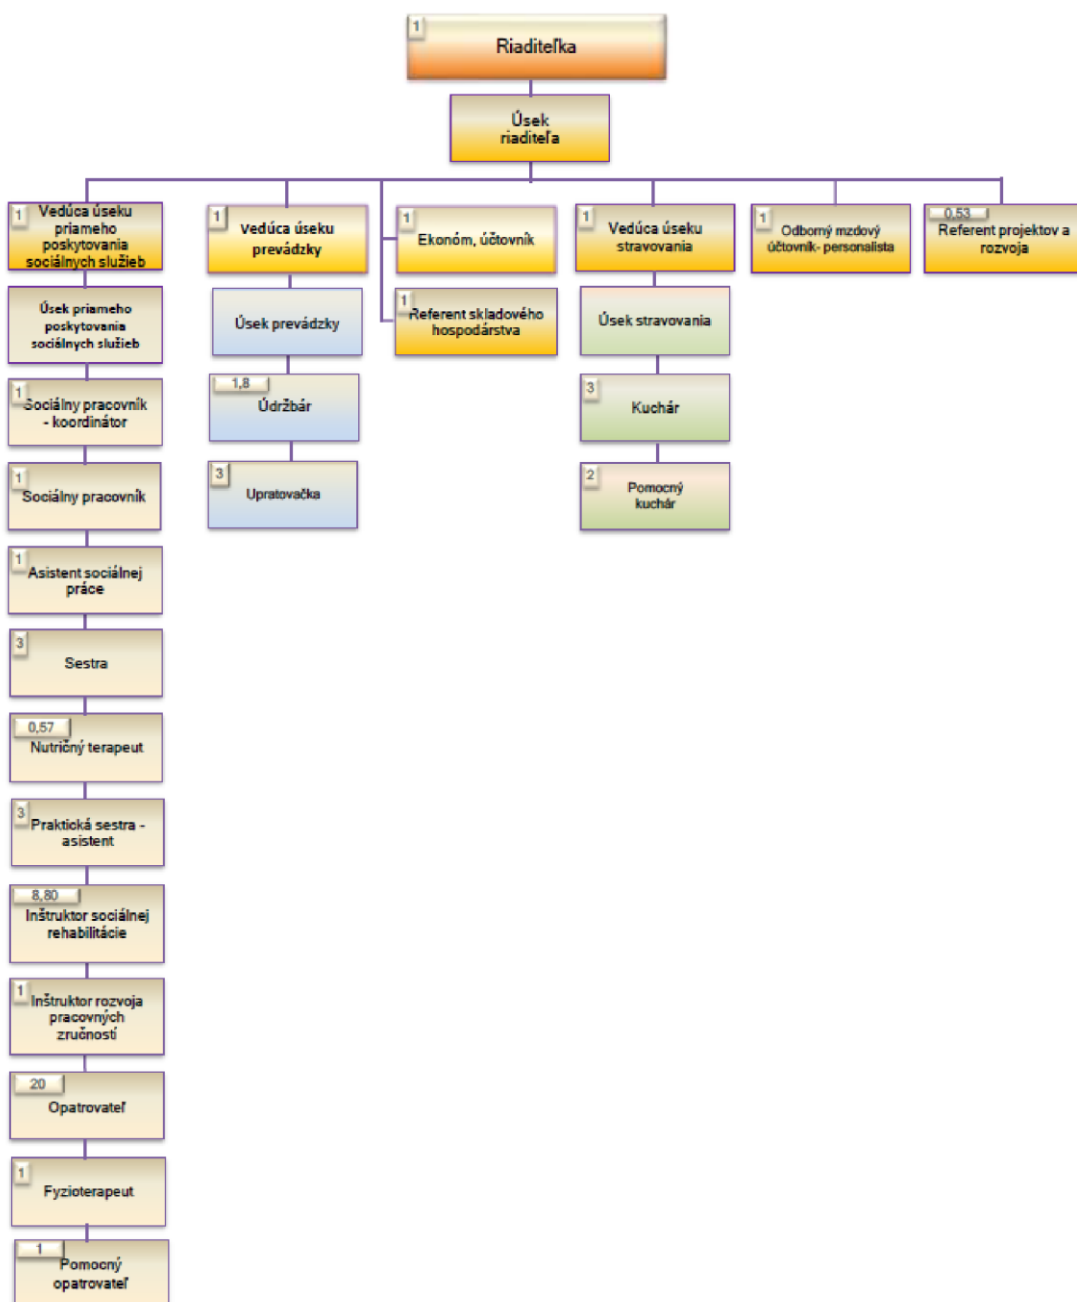 1
Riaditeľka
Úsek
riaditeľa
1
Vedúca úseku
priameho
poskytovania
sociálnych služieb
Úsek priameho
poskytovania
sociálnych služieb
1
Sociálny pracovník
- koordinátor
1
Sociálny pracovník
1
Asistent sociálnej
práce
3
Sestra
0,57
Nutričný terapeut
3
Praktická sestra -
asistent
8,80
Inštruktor sociálnej
rehabilitácie
1
Inštruktor rozvoja
pracovných
zručností
20
Opatrovateľ
1
Fyzioterapeut
1
Pomocný
opatrovateľ
1
Vedúca úseku
prevádzky
Úsek prevádzky
1,8
Údržbár
3
Upratovačka
1
Ekonóm, účtovník
1
Referent skladového
hospodárstva
1
Vedúca úseku
stravovania
Úsek stravovania
3
Kuchár
2
Pomocný
kuchár
1
Odborný mzdový
účtovník- personalista
0,53
Referent projektov a
rozvoja